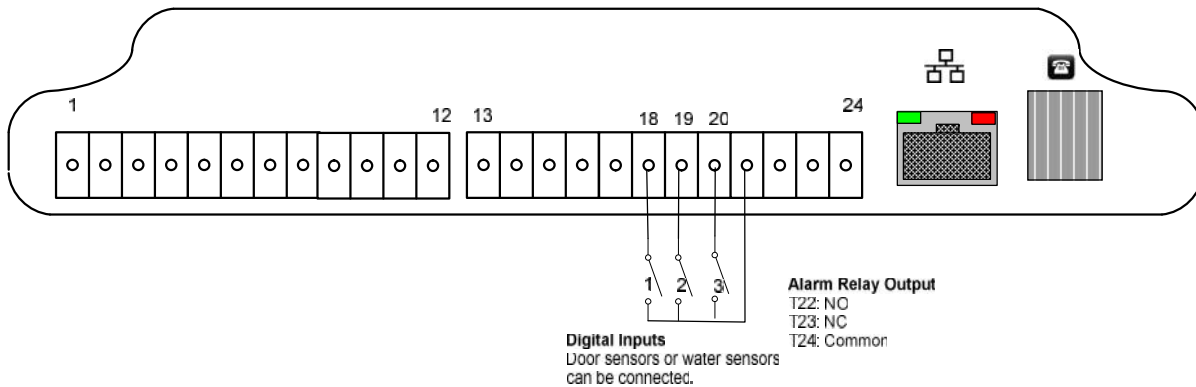 1 12 13 18 19 20 24
1 2 3
Alarm Relay Output
T22: NO
T23: NC
T24: Common
Digital Inputs
Door sensors or water sensors
can be connected.